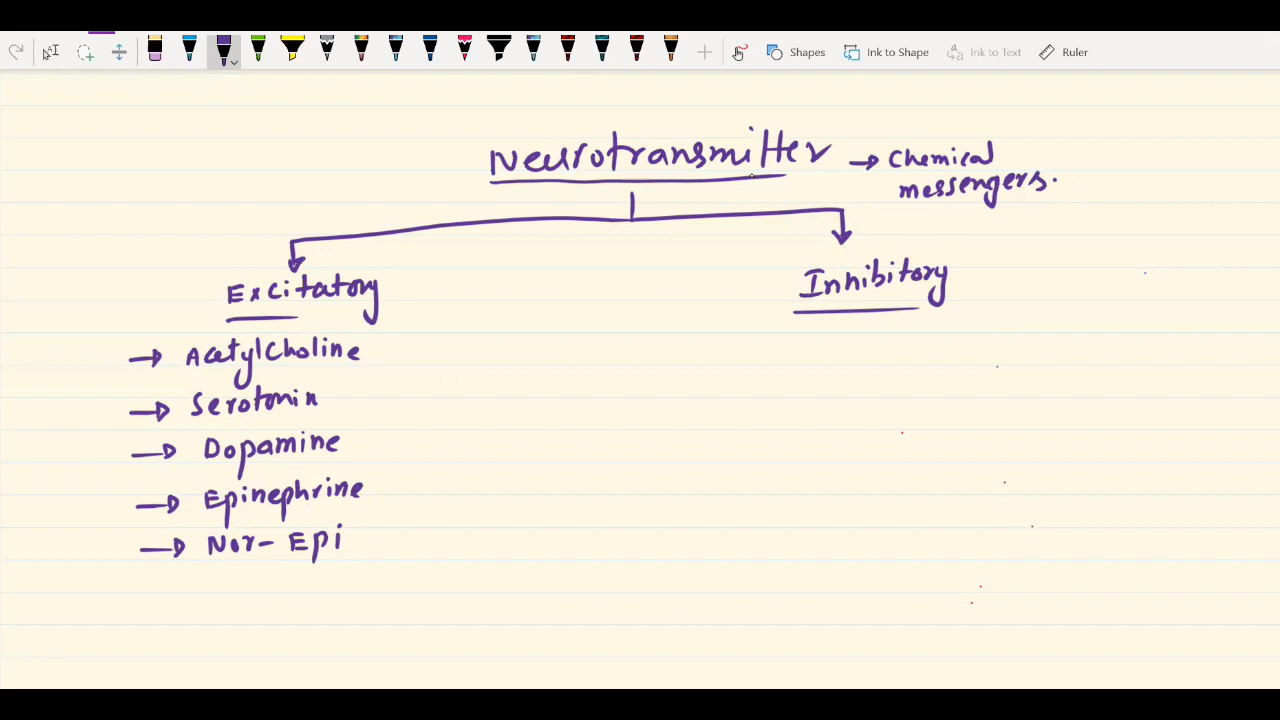 Shapes
Ink to Shape
Ink to Text
Ruler
Neurotransmitter → Chemical
messengers.
Excitatory
Inhibitory
→ Acetylcholine
→ Serotonin
→ Dopamine
→ Epinephrine
→ Nor- Epi